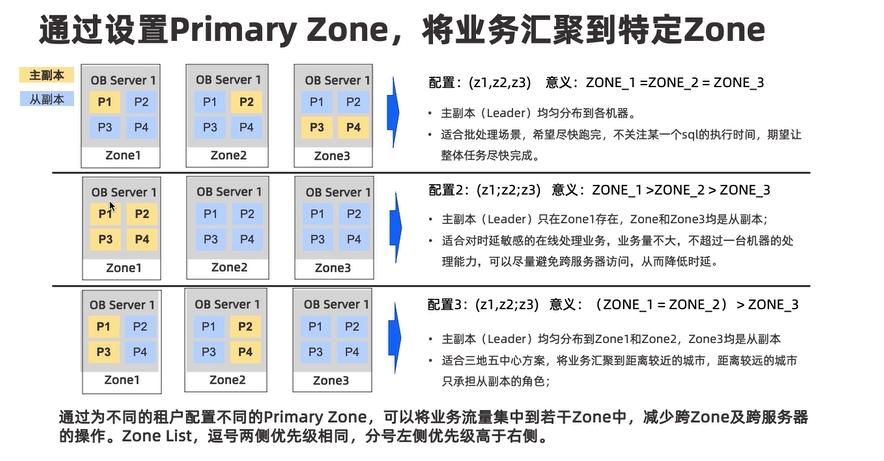 通过设置Primary Zone，将业务汇聚到特定Zone
主副本
从副本
OB Server 1
P1 P2
P3 P4
Zone1
OB Server 1
P1 P2
P3 P4
Zone2
OB Server 1
P1 P2
P3 P4
Zone3
配置：(z1,z2,z3) 意义：ZONE_1 =ZONE_2 = ZONE_3
• 主副本（Leader）均匀分布到各机器。
• 适合批处理场景，希望尽快跑完，不关注某一个sql的执行时间，期望让
整体任务尽快完成。
OB Server 1
P1 P2
P3 P4
Zone1
OB Server 1
P1 P2
P3 P4
Zone2
OB Server 1
P1 P2
P3 P4
Zone3
配置2：(z1;z2;z3) 意义：ZONE_1 >ZONE_2 > ZONE_3
• 主副本（Leader）只在Zone1存在，Zone和Zone3均是从副本；
• 适合对时延敏感的在线处理业务，业务量不大，不超过一台机器的处
理能力，可以尽量避免跨服务器访问，从而降低时延。
OB Server 1
P1 P2
P3 P4
Zone1
OB Server 1
P1 P2
P3 P4
Zone2
OB Server 1
P1 P2
P3 P4
Zone3
配置3：(z1,z2;z3) 意义：（ZONE_1 = ZONE_2）> ZONE_3
• 主副本（Leader）均匀分布到Zone1和Zone2，Zone3均是从副本
• 适合三地五中心方案，将业务汇聚到距离较近的城市，距离较远的城市
只承担从副本的角色；
通过为不同的租户配置不同的Primary Zone，可以将业务流量集中到若干Zone中，减少跨Zone及跨服务器
的操作。Zone List，逗号两侧优先级相同，分号左侧优先级高于右侧。